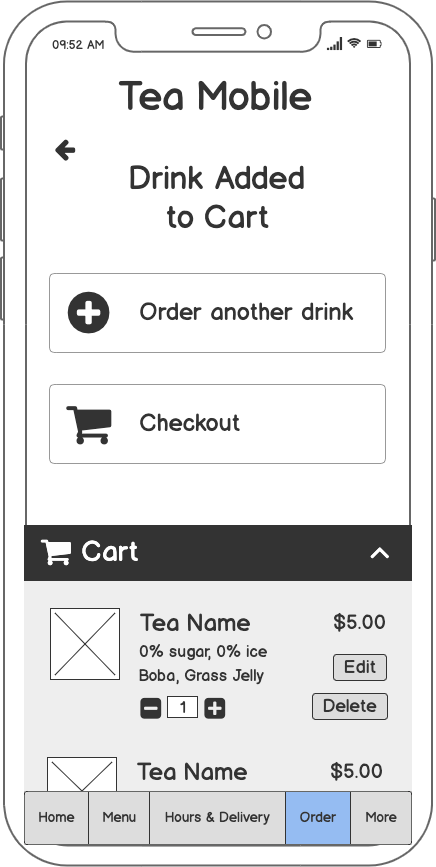 09:52 AM
Tea Mobile
Drink Added
to Cart
Order another drink
Checkout
Cart
Tea Name
$5.00
0% sugar, 0% ice
Boba, Grass Jelly
Edit
1
Delete
Tea Name
$5.00
Home
Menu
Hours & Delivery
Order
More